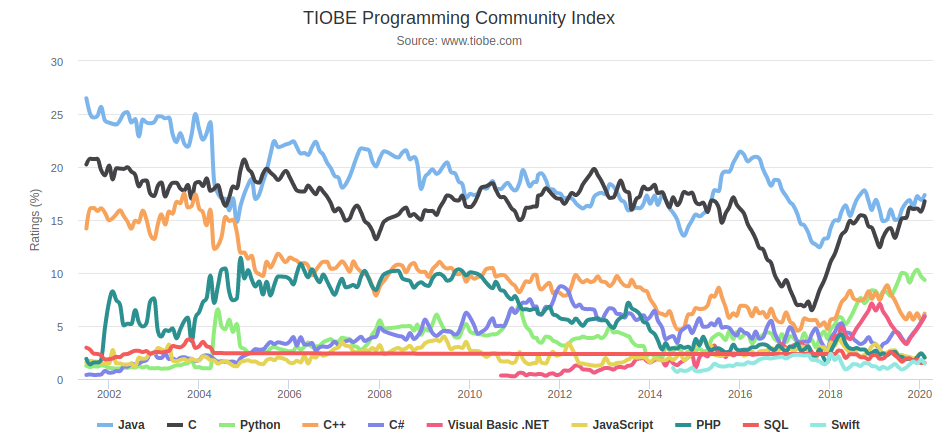 TIOBE Programming Community Index
Source: www.tiobe.com
Ratings (%)
30
25
20
15
10
5
0
2002 2004 2006 2008 2010 2012 2014 2016 2018 2020
Java C Python C++ C# Visual Basic .NET JavaScript PHP SQL Swift